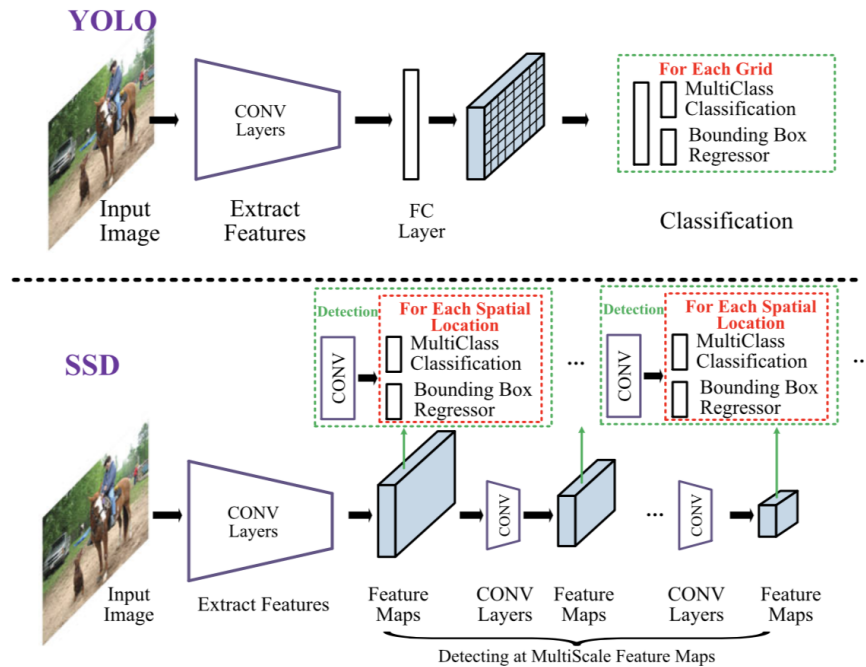 YOLO
For Each Grid
MultiClass
Classification
Bounding Box
Regressor
CONV
Layers
Input
Image
Extract
Features
FC
Layer
Classification
SSD
Detection
For Each Spatial
Location
CONV
MultiClass
Classification
Bounding Box
Regressor
...
Detection
For Each Spatial
Location
CONV
MultiClass
Classification
Bounding Box
Regressor
...
CONV
Layers
CONV
...
CONV
Input
Image
Extract Features
Feature
Maps
CONV
Layers
Feature
Maps
CONV
Layers
Feature
Maps
Detecting at MultiScale Feature Maps